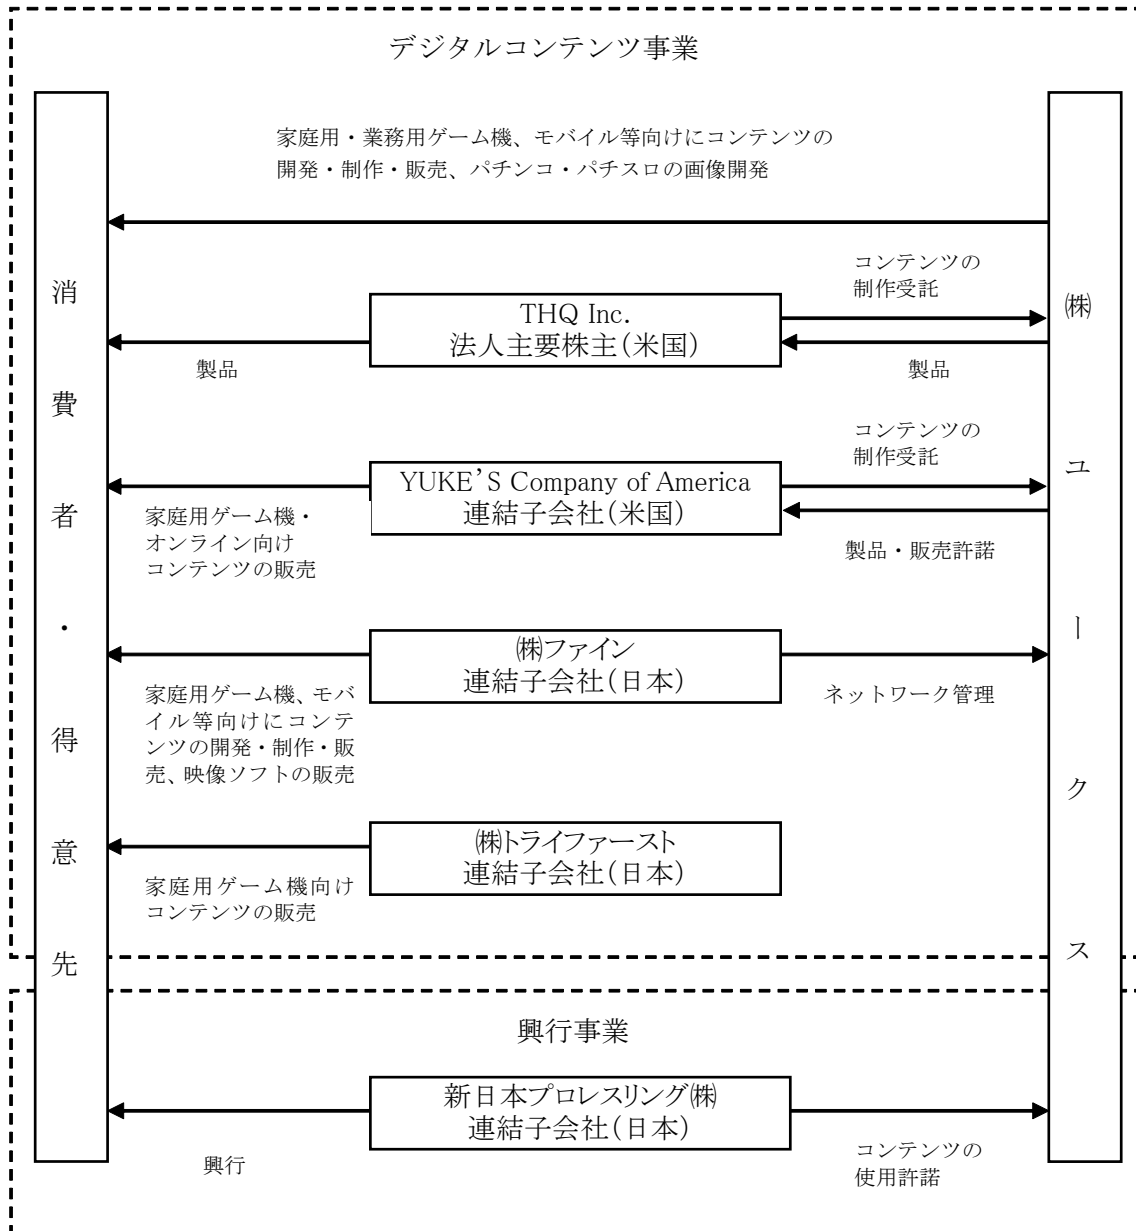 デジタルコンテンツ事業
家庭用・業務用ゲーム機、モバイル等向けにコンテンツの
開発・制作・販売、パチンコ・パチスロの画像開発
消費者・得意先
㈱ユークス
THQ Inc.
法人主要株主(米国)
コンテンツの
制作受託
製品
製品
YUKE’S Company of America
連結子会社(米国)
コンテンツの
制作受託
家庭用ゲーム機・
オンライン向け
コンテンツの販売
製品・販売許諾
㈱ファイン
連結子会社(日本)
家庭用ゲーム機、モバ
イル等向けにコンテ
ンツの開発・制作・販
売、映像ソフトの販売
ネットワーク管理
㈱トライファースト
連結子会社(日本)
家庭用ゲーム機向け
コンテンツの販売
興行事業
新日本プロレスリング㈱
連結子会社(日本)
興行
コンテンツの
使用許諾